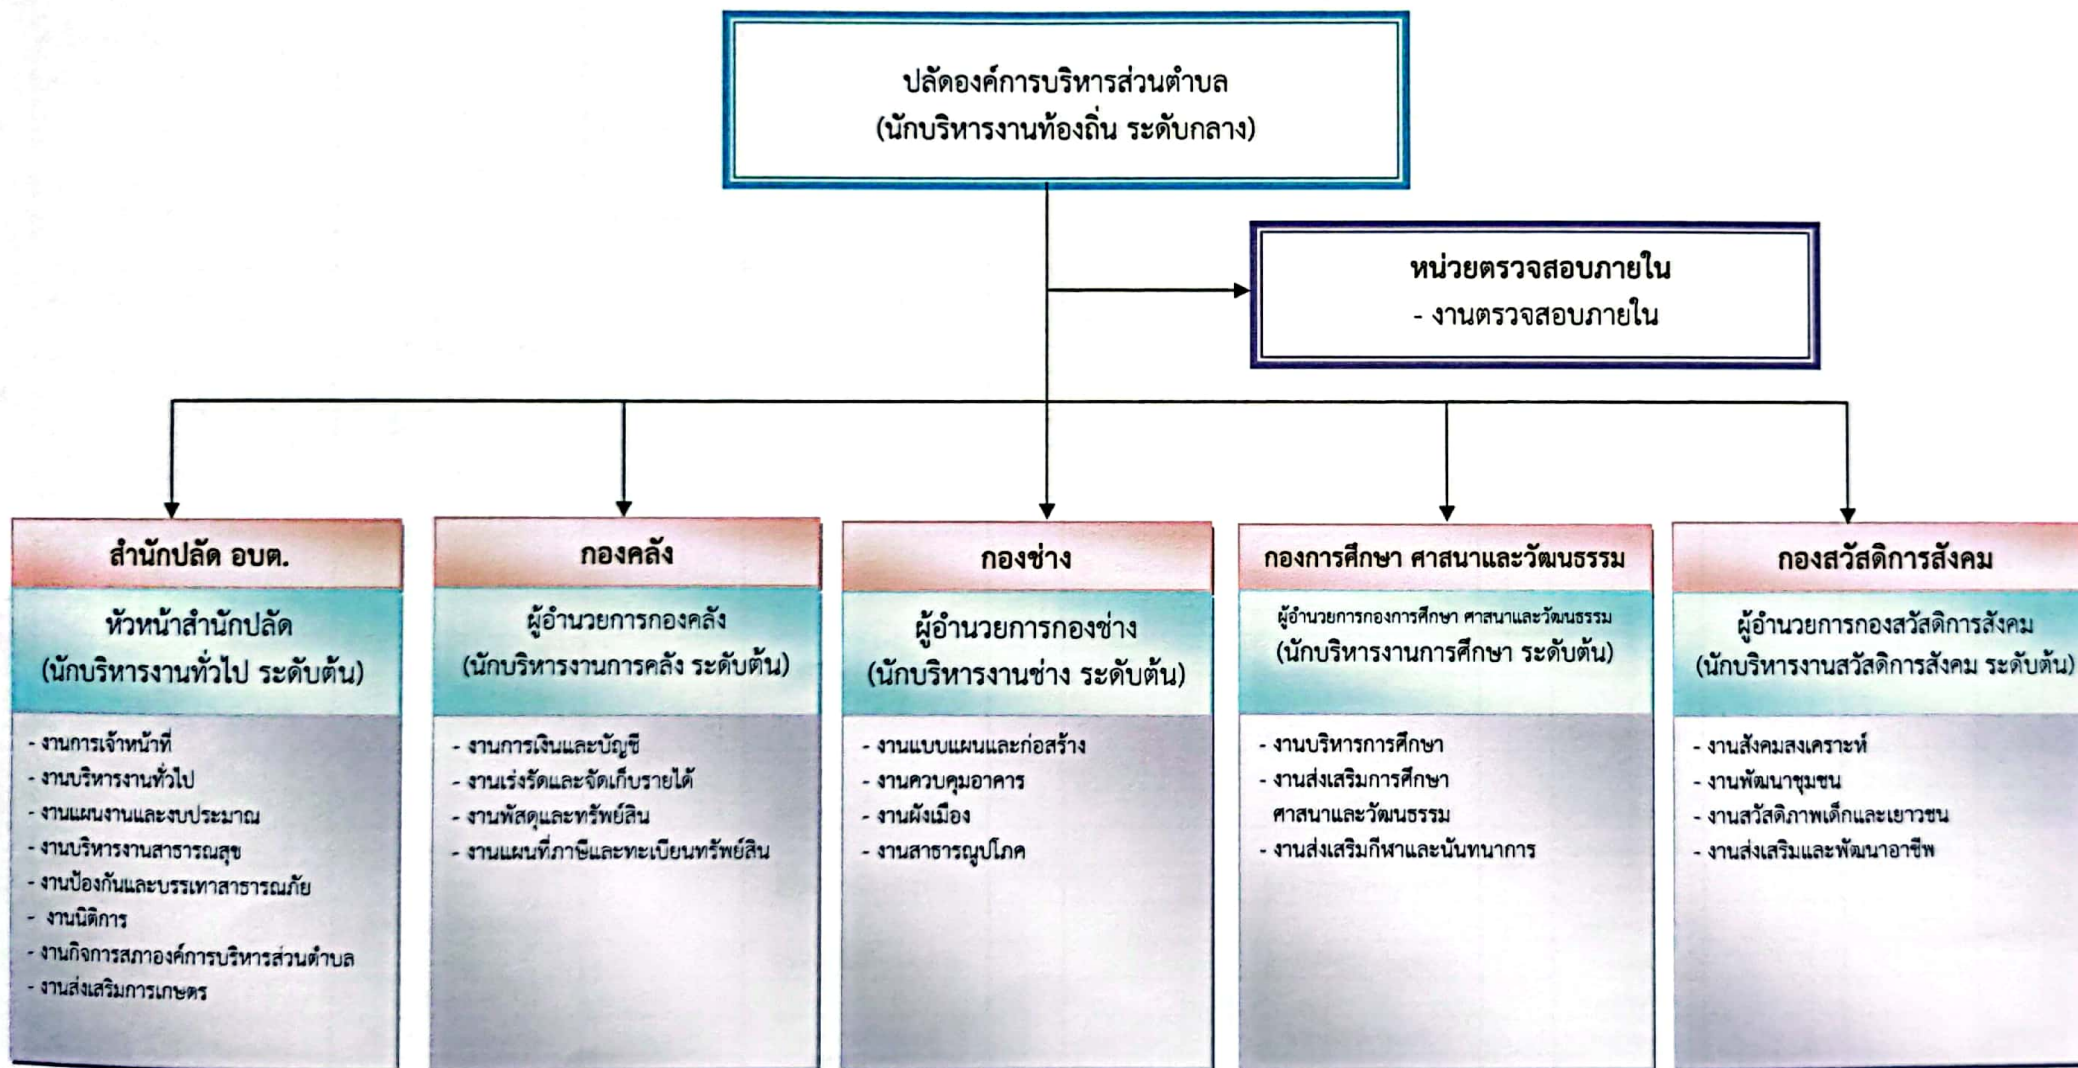 ปลัดองค์การบริหารส่วนตำบล
(นักบริหารงานท้องถิ่น ระดับกลาง)
หน่วยตรวจสอบภายใน
- งานตรวจสอบภายใน
สำนักปลัด อบต.
หัวหน้าสำนักปลัด
(นักบริหารงานทั่วไป ระดับต้น)
- งานการเจ้าหน้าที่
- งานบริหารงานทั่วไป
- งานแผนงานและงบประมาณ
- งานบริหารงานสาธารณสุข
- งานป้องกันและบรรเทาสาธารณภัย
- งานนิติการ
- งานกิจการสภาองค์การบริหารส่วนตำบล
- งานส่งเสริมการเกษตร
กองคลัง
ผู้อำนวยการกองคลัง
(นักบริหารงานการคลัง ระดับต้น)
- งานการเงินและบัญชี
- งานเร่งรัดและจัดเก็บรายได้
- งานพัสดุและทรัพย์สิน
- งานแผนที่ภาษีและทะเบียนทรัพย์สิน
กองช่าง
ผู้อำนวยการกองช่าง
(นักบริหารงานช่าง ระดับต้น)
- งานแบบแผนและก่อสร้าง
- งานควบคุมอาคาร
- งานผังเมือง
- งานสาธารณูปโภค
กองการศึกษา ศาสนาและวัฒนธรรม
ผู้อำนวยการกองการศึกษา ศาสนาและวัฒนธรรม
(นักบริหารงานการศึกษา ระดับต้น)
- งานบริหารการศึกษา
- งานส่งเสริมการศึกษา
ศาสนาและวัฒนธรรม
- งานส่งเสริมกีฬาและนันทนาการ
กองสวัสดิการสังคม
ผู้อำนวยการกองสวัสดิการสังคม
(นักบริหารงานสวัสดิการสังคม ระดับต้น)
- งานสังคมสงเคราะห์
- งานพัฒนาชุมชน
- งานสวัสดิภาพเด็กและเยาวชน
- งานส่งเสริมและพัฒนาอาชีพ